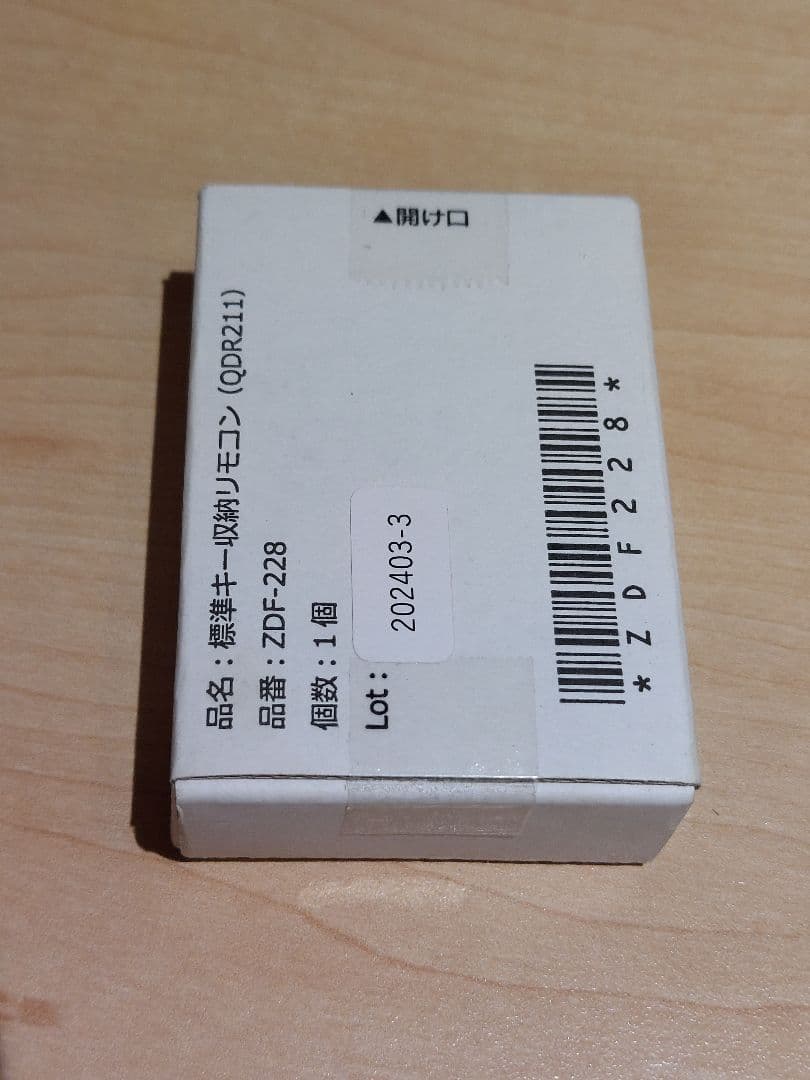 ▲開け口
品名：標準キー収納リモコン（QDR211）
品番：ZDF-228
個数：1 個
Lot：202403-3
*ZDF228*